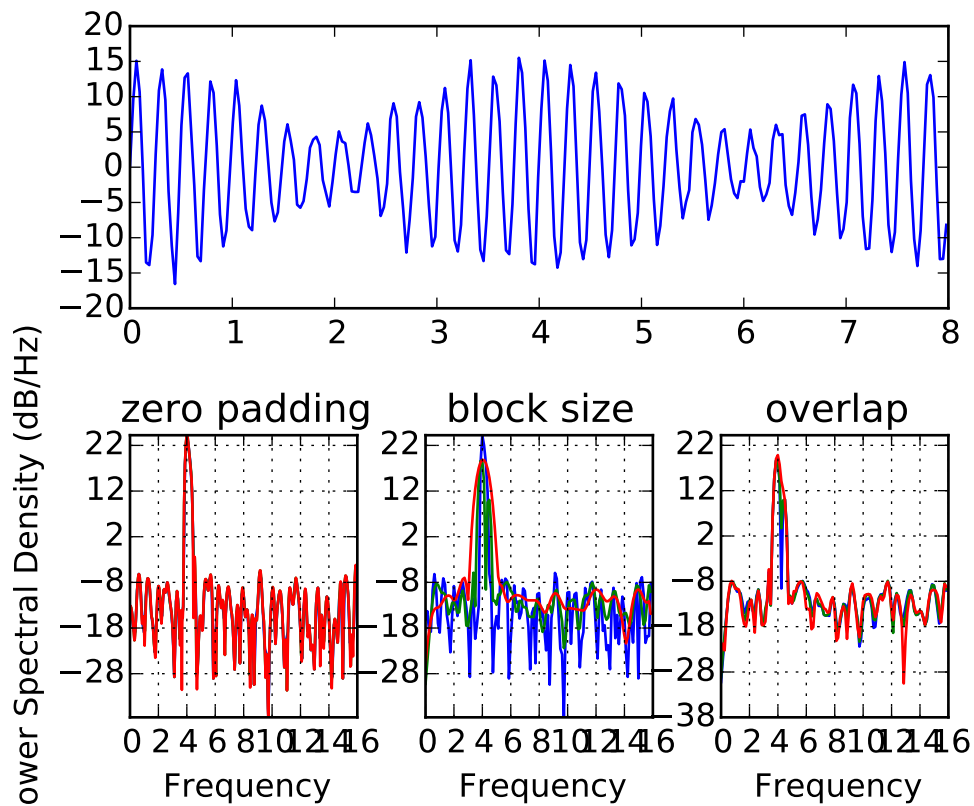 20
15
10
5
0
−5
−10
−15
−20
0 1 2 3 4 5 6 7 8
ower Spectral Density (dB/Hz)
zero padding
22
12
2
−8
−18
−28
0 2 4 6 8 10 12 14 16
Frequency
block size
22
12
2
−8
−18
−28
0 2 4 6 8 10 12 14 16
Frequency
overlap
22
12
2
−8
−18
−28
−38
0 2 4 6 8 10 12 14 16
Frequency